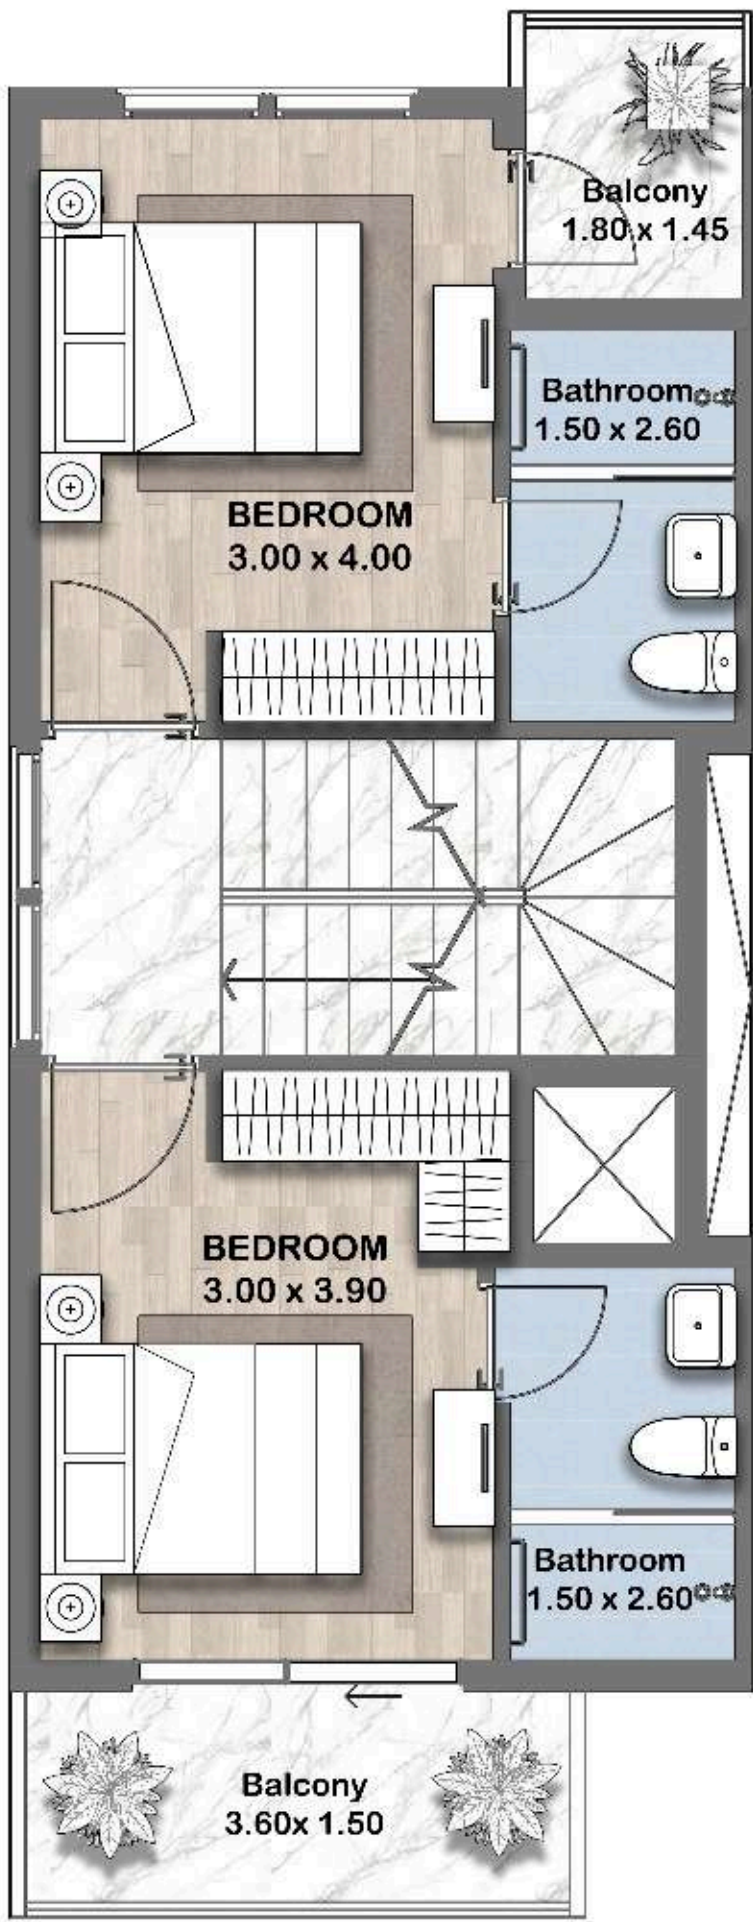 Balcony
1.80 x 1.45
Bathroom
1.50 x 2.60
BEDROOM
3.00 x 4.00
BEDROOM
3.00 x 3.90
Bathroom
1.50 x 2.60
Balcony
3.60x 1.50